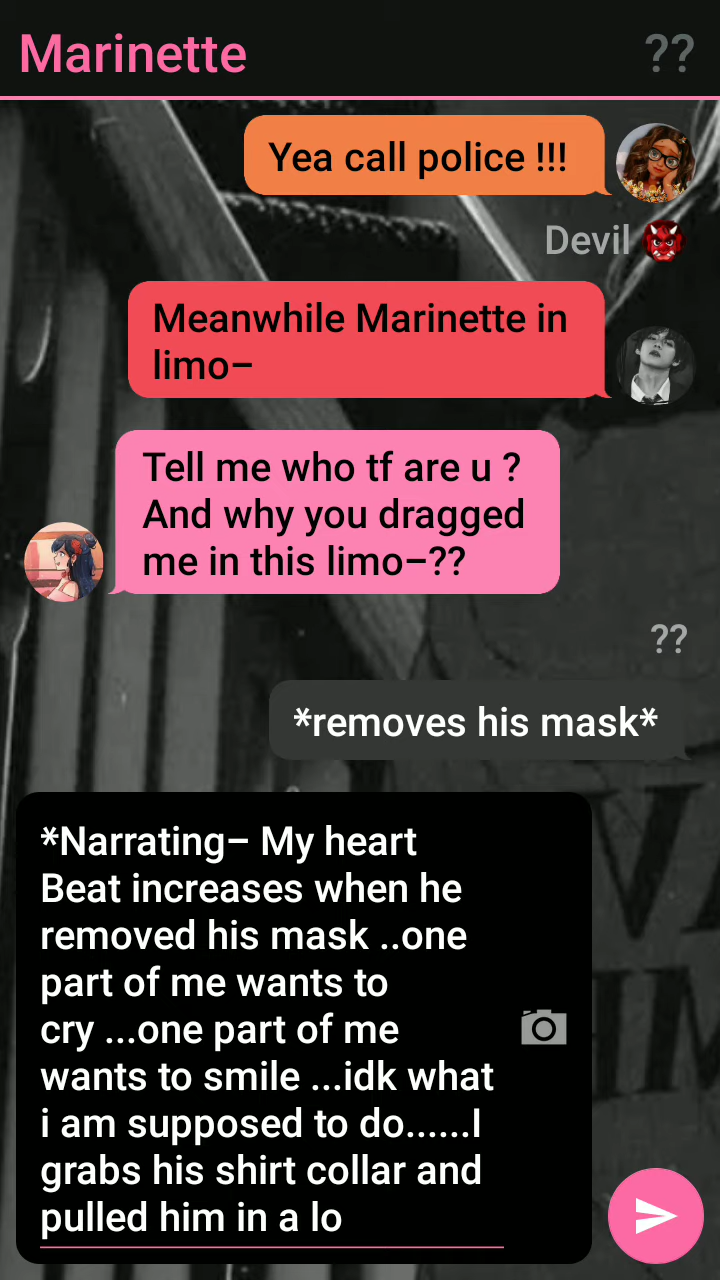 Marinette
??
Yea call police !!!
Devil 👹
Meanwhile Marinette in
limo–
Tell me who tf are u ?
And why you dragged
me in this limo–??
??
*removes his mask*
*Narrating– My heart
Beat increases when he
removed his mask ..one
part of me wants to
cry ...one part of me
wants to smile ...idk what
i am supposed to do......I
grabs his shirt collar and
pulled him in a lo